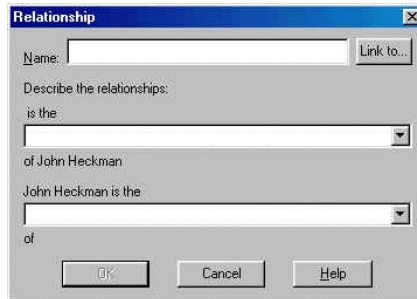 Relationship
Name:
Link to...
Describe the relationships:
is the
of John Heckman
John Heckman is the
of
OK
Cancel
Help